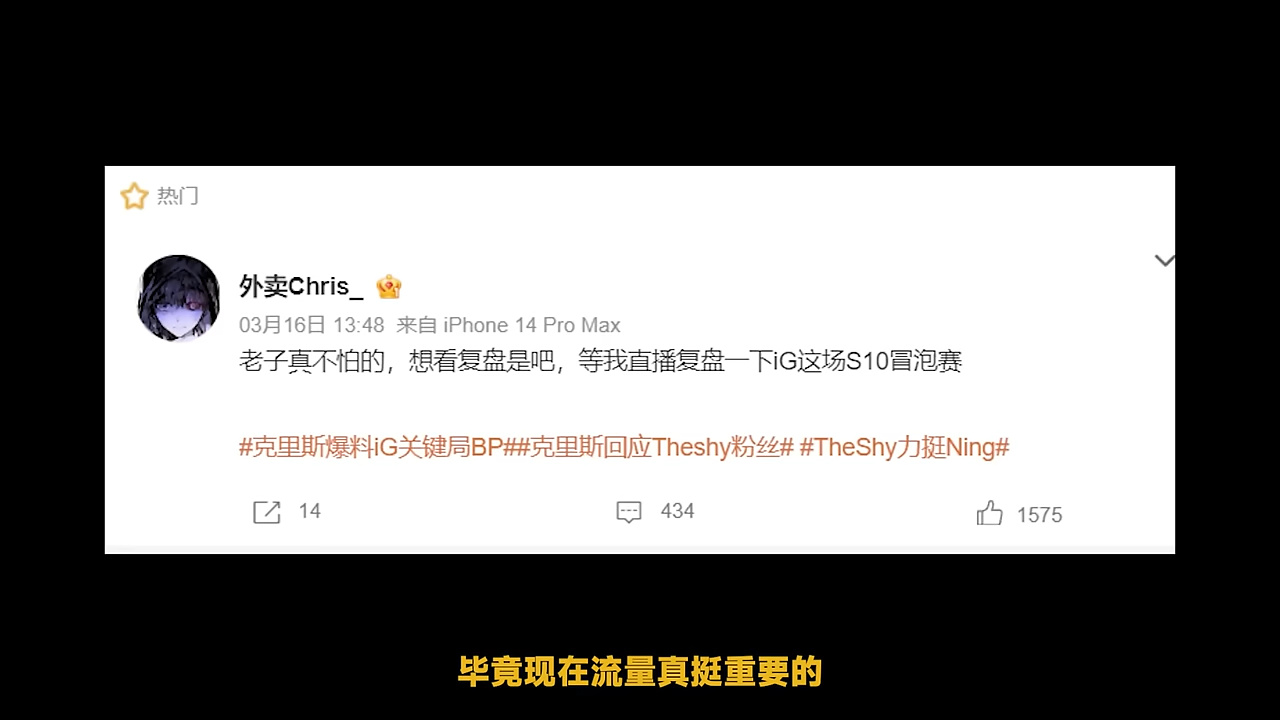 热门
外卖Chris_
03月16日 13:48 来自 iPhone 14 Pro Max
老子真不怕的，想看复盘是吧，等我直播复盘一下iG这场S10冒泡赛
#克里斯爆料iG关键局BP##克里斯回应Theshy粉丝# #TheShy力挺Ning#
14
434
1575
毕竟现在流量真挺重要的